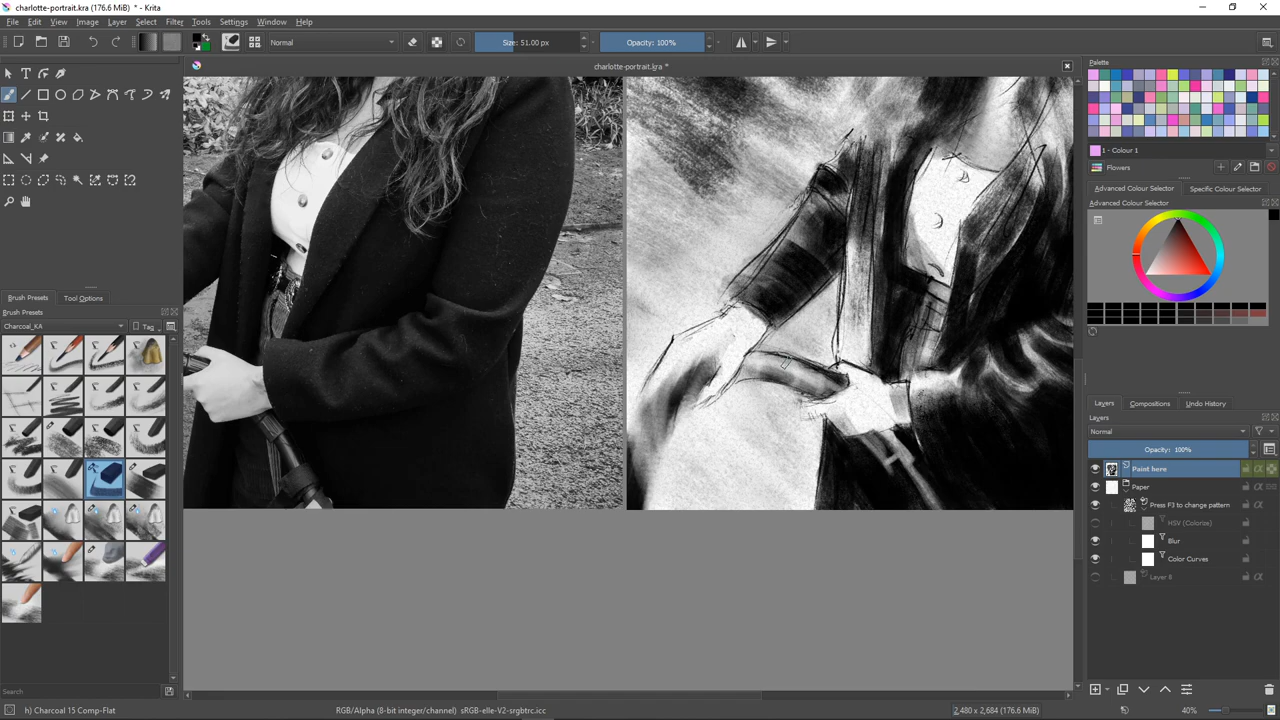 charlotte-portrait.kra (176.6 MiB) * - Krita
File Edit View Image Layer Select Filter Tools Settings Window Help
Normal
Size: 51.00 px
Opacity: 100%
charlotte-portrait.kra *
Palette
1 - Colour 1
Flowers
Advanced Colour Selector
Specific Colour Selector
Advanced Colour Selector
Brush Presets
Tool Options
Brush Presets
Charcoal_KA
Tag
Layers
Compositions
Undo History
Layers
Normal
Opacity: 100%
Paint here
Paper
Press F3 to change pattern
HSV (Colorize)
Blur
Color Curves
Layer 8
Search
h) Charcoal 15 Comp-Flat
RGB/Alpha (8-bit integer/channel) sRGB-elle-V2-srgbtrc.icc
2,480 x 2,684 (176.6 MiB)
40%